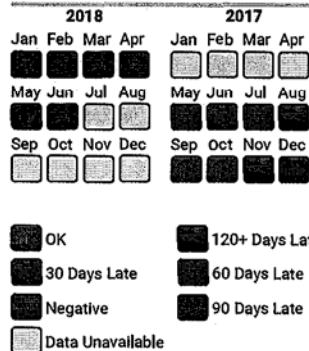 2018 2017
Jan Feb Mar Apr Jan Feb Mar Apr
May Jun Jul Aug May Jun Jul Aug
Sep Oct Nov Dec Sep Oct Nov Dec
OK 120+ Days Lat
30 Days Late 60 Days Late
Negative 90 Days Late
Data Unavailable